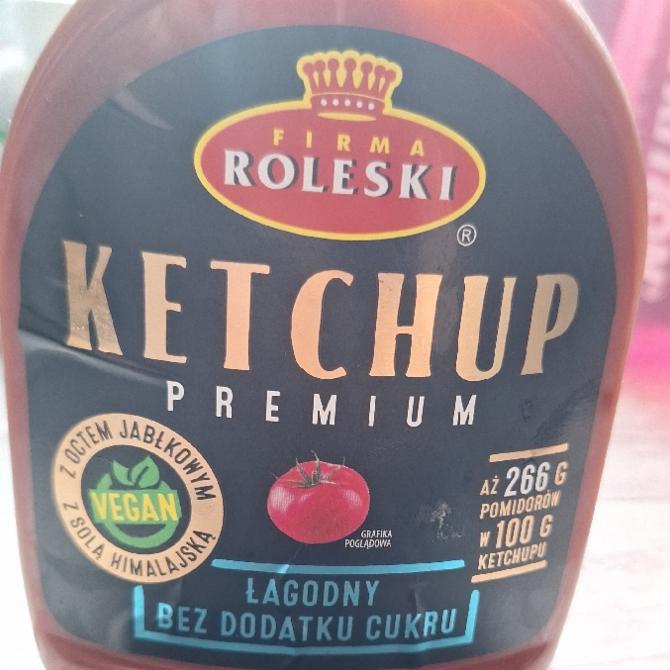 FIRMA
ROLESKI
®
KETCHUP
PREMIUM
Z OCTEM JABŁKOWYM
VEGAN
Z SOLĄ HIMALAJSKĄ
GRAFIKA
POGLĄDOWA
AŻ 266 G
POMIDORÓW
W 100 G
KETCHUPU
ŁAGODNY
BEZ DODATKU CUKRU